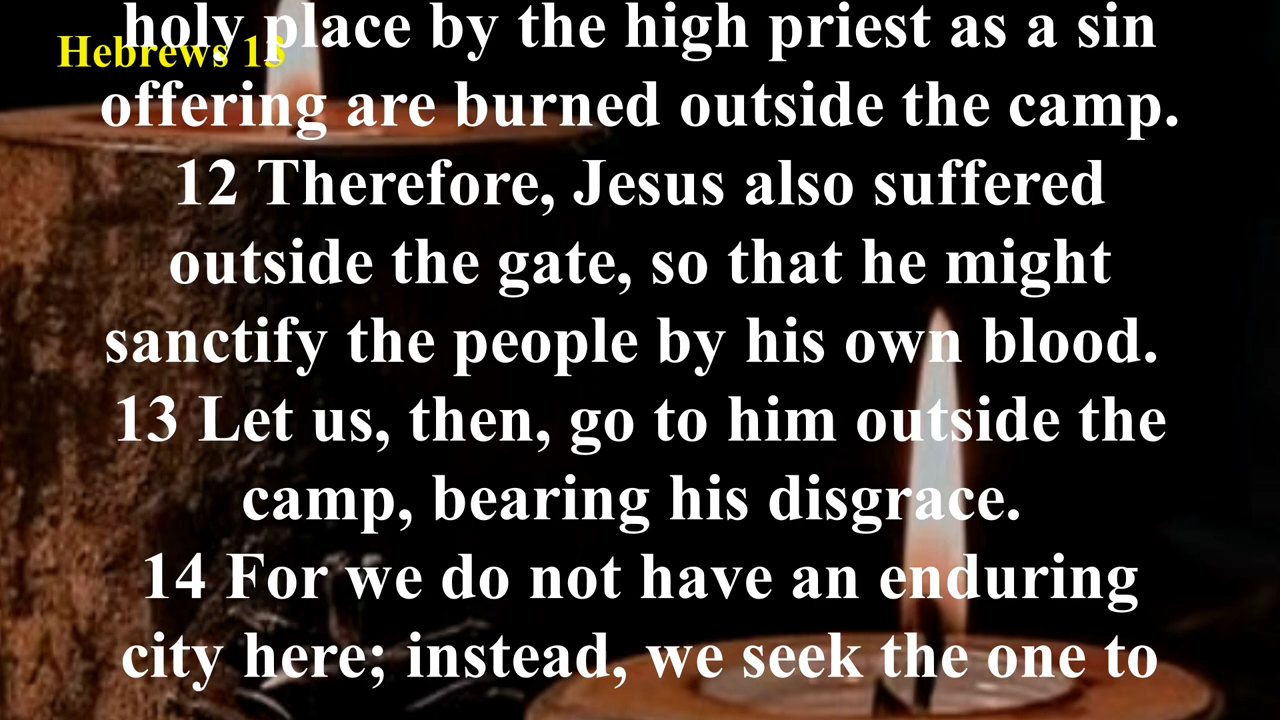 holy place by the high priest as a sin
Hebrews 13
offering are burned outside the camp.
12 Therefore, Jesus also suffered
outside the gate, so that he might
sanctify the people by his own blood.
13 Let us, then, go to him outside the
camp, bearing his disgrace.
14 For we do not have an enduring
city here; instead, we seek the one to